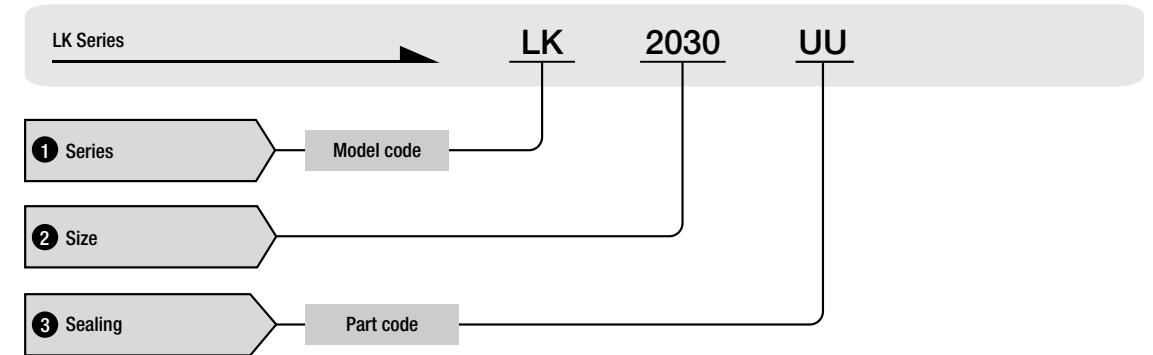 LK Series LK 2030 UU
1 Series Model code
2 Size
3 Sealing Part code